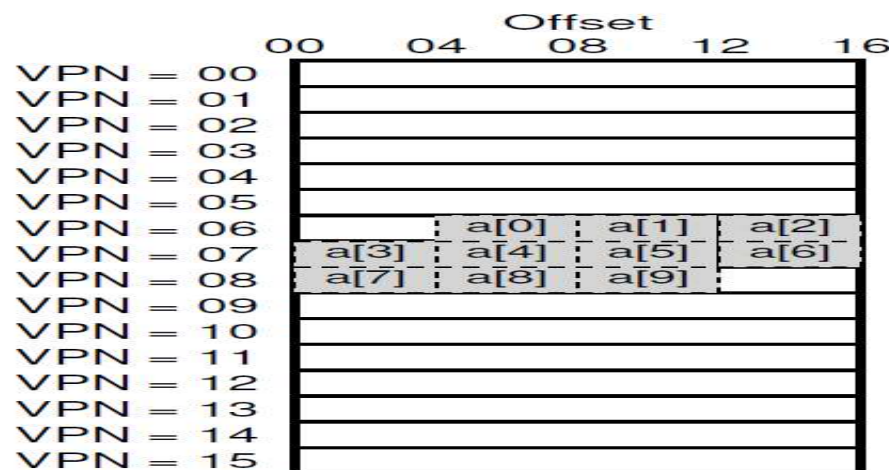 Offset
00 04 08 12 16
VPN = 00
VPN = 01
VPN = 02
VPN = 03
VPN = 04
VPN = 05
VPN = 06 a[0] a[1] a[2]
VPN = 07 a[3] a[4] a[5] a[6]
VPN = 08 a[7] a[8] a[9]
VPN = 09
VPN = 10
VPN = 11
VPN = 12
VPN = 13
VPN = 14
VPN = 15